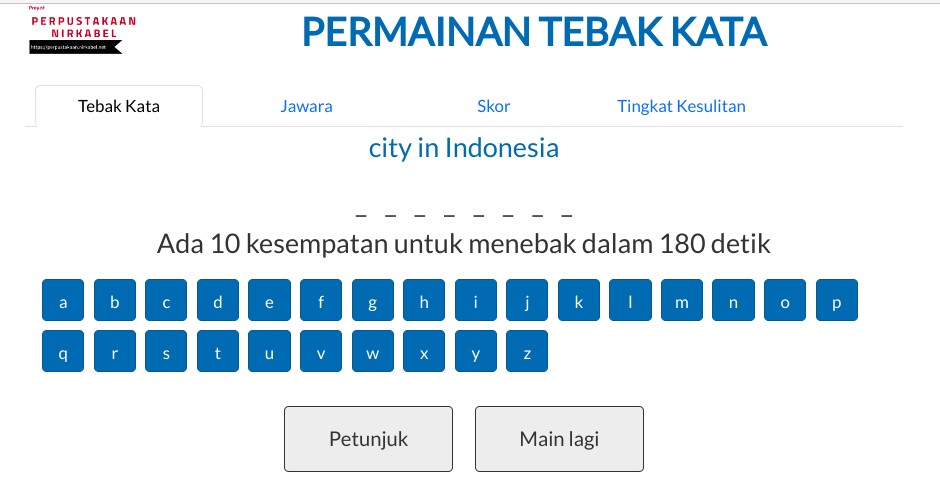 Proyek
PERPUSTAKAAN
NIRKABEL
https://perpustakaan.nirkabel.net
PERMAINAN TEBAK KATA
Tebak Kata Jawara Skor Tingkat Kesulitan
city in Indonesia
_ _ _ _ _ _ _ _
Ada 10 kesempatan untuk menebak dalam 180 detik
a b c d e f g h i j k l m n o p
q r s t u v w x y z
Petunjuk Main lagi